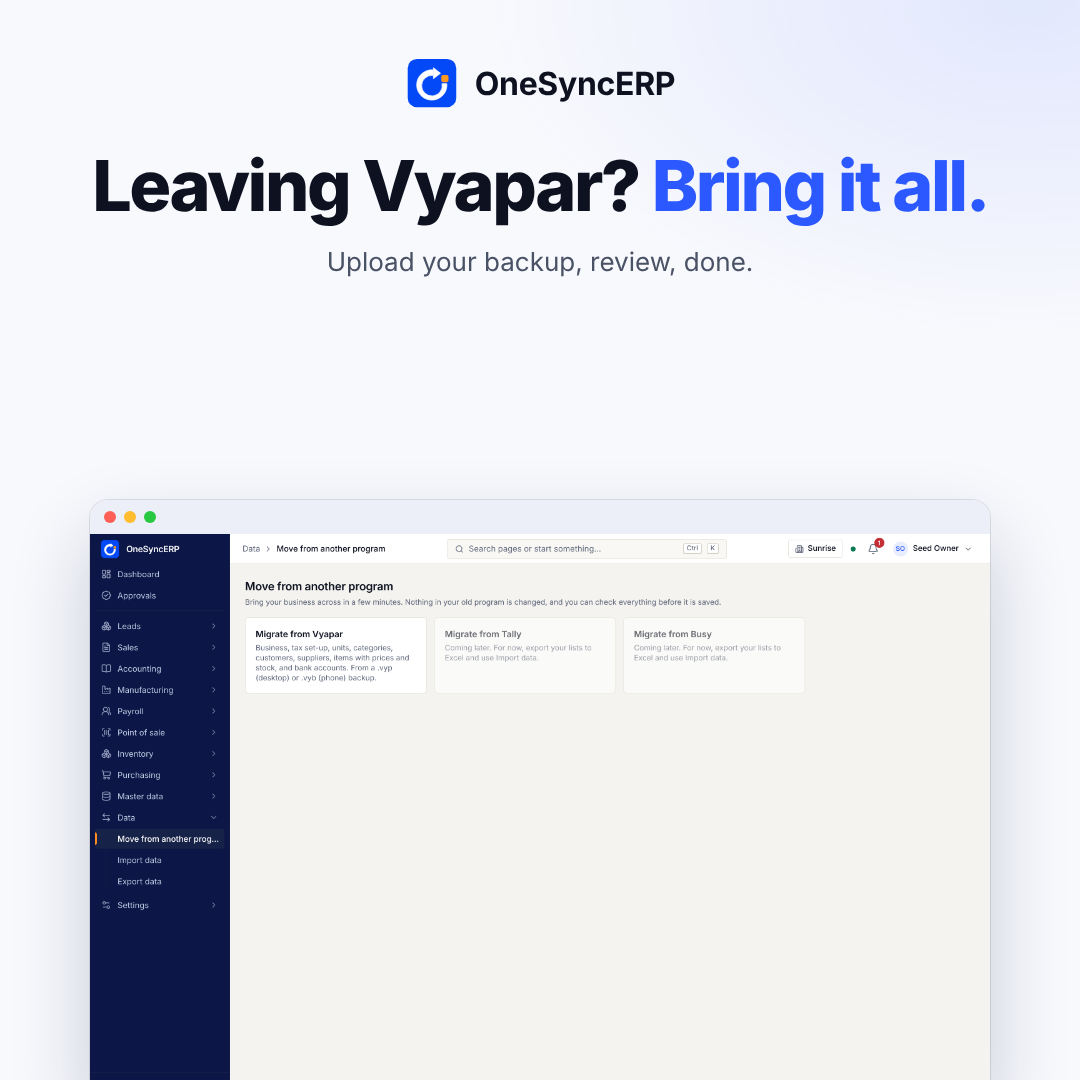 OneSyncERP
Leaving Vyapar? Bring it all.
Upload your backup, review, done.
OneSyncERP
Data > Move from another program
Search pages or start something...
Ctrl K
Sunrise
1
SO
Seed Owner
Dashboard
Approvals
Leads
Sales
Accounting
Manufacturing
Payroll
Point of sale
Inventory
Purchasing
Master data
Data
Move from another prog...
Import data
Export data
Settings
Move from another program
Bring your business across in a few minutes. Nothing in your old program is changed, and you can check everything before it is saved.
Migrate from Vyapar
Business, tax set-up, units, categories,
customers, suppliers, items with prices and
stock, and bank accounts. From a .vyp
(desktop) or .vyb (phone) backup.
Migrate from Tally
Coming later. For now, export your lists to
Excel and use Import data.
Migrate from Busy
Coming later. For now, export your lists to
Excel and use Import data.